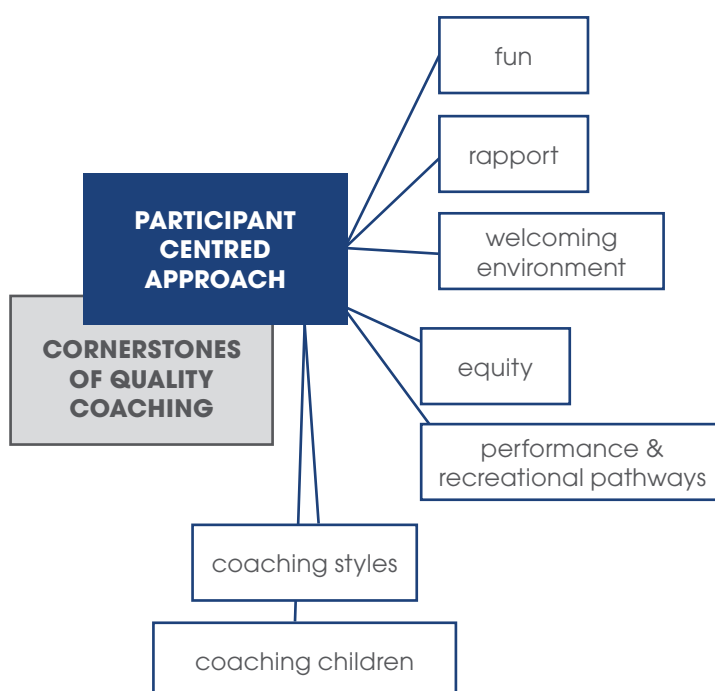 fun
rapport
PARTICIPANT
CENTRED
APPROACH
welcoming
environment
CORNERSTONES
OF QUALITY
COACHING
equity
performance &
recreational pathways
coaching styles
coaching children